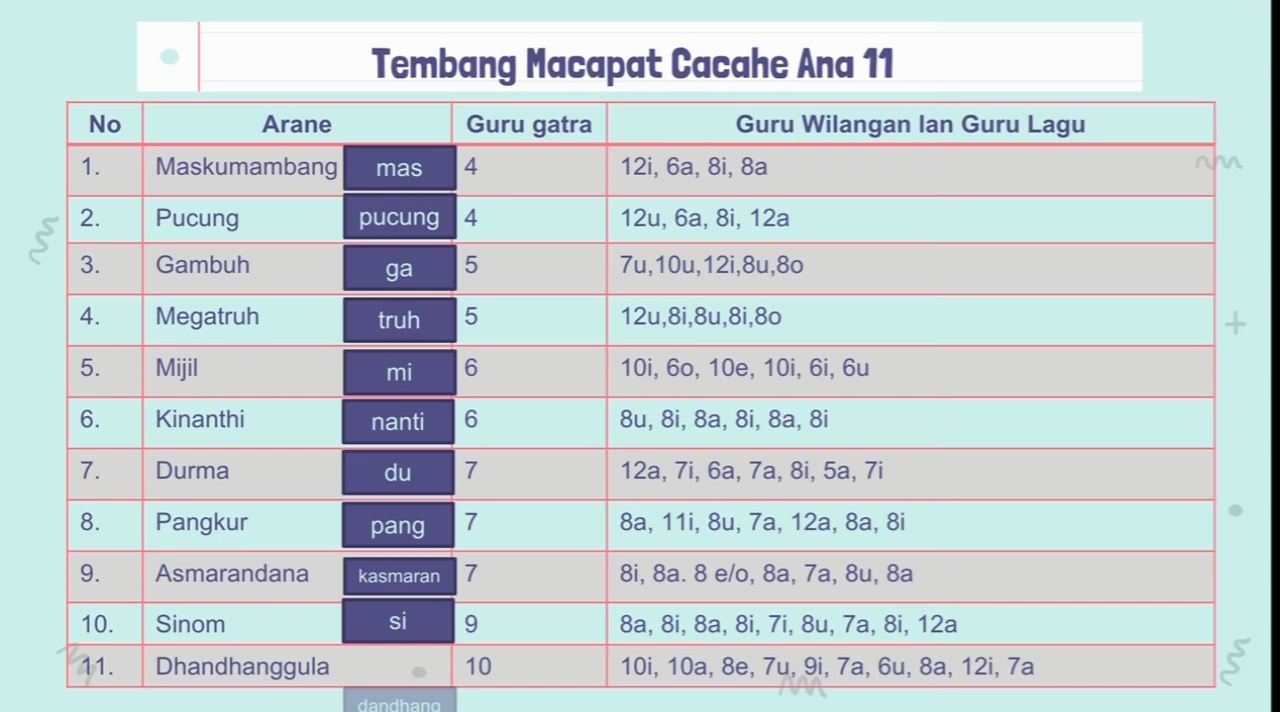 Tembang Macapat Cacahe Ana 11
No Arane Guru gatra Guru Wilangan lan Guru Lagu
1. Maskumambang mas 4 12i, 6a, 8i, 8a
2. Pucung pucung 4 12u, 6a, 8i, 12a
3. Gambuh ga 5 7u,10u,12i,8u,8o
4. Megatruh truh 5 12u,8i,8u,8i,8o
5. Mijil mi 6 10i, 6o, 10e, 10i, 6i, 6u
6. Kinanthi nanti 6 8u, 8i, 8a, 8i, 8a, 8i
7. Durma du 7 12a, 7i, 6a, 7a, 8i, 5a, 7i
8. Pangkur pang 7 8a, 11i, 8u, 7a, 12a, 8a, 8i
9. Asmarandana kasmaran 7 8i, 8a. 8 e/o, 8a, 7a, 8u, 8a
10. Sinom si 9 8a, 8i, 8a, 8i, 7i, 8u, 7a, 8i, 12a
11. Dhandhanggula 10 10i, 10a, 8e, 7u, 9i, 7a, 6u, 8a, 12i, 7a
dandhang